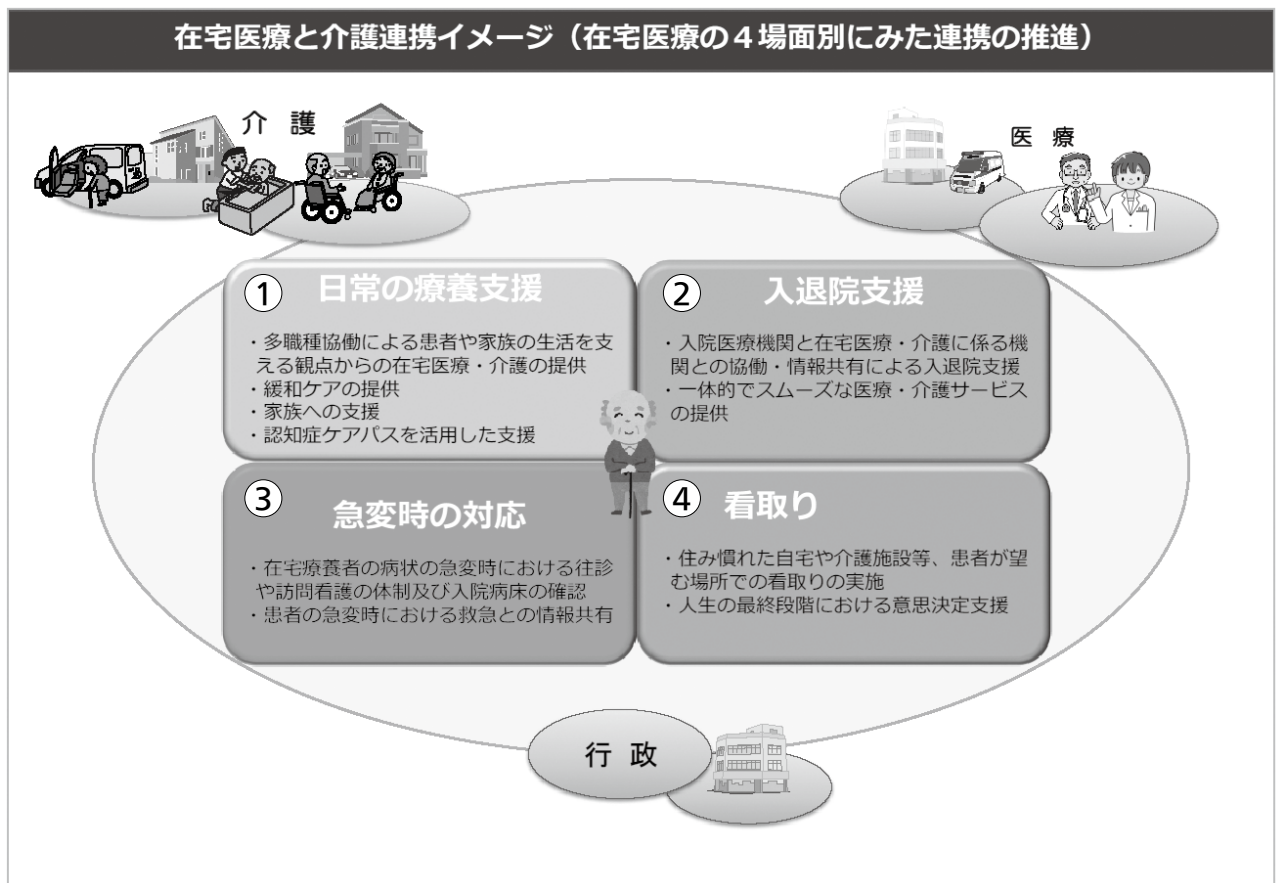 在宅医療と介護連携イメージ（在宅医療の４場面別にみた連携の推進）
介 護
医 療
① 日常の療養支援
・多職種協働による患者や家族の生活を支
える観点からの在宅医療・介護の提供
・緩和ケアの提供
・家族への支援
・認知症ケアパスを活用した支援
② 入退院支援
・入院医療機関と在宅医療・介護に係る機
関との協働・情報共有による入退院支援
・一体的でスムーズな医療・介護サービス
の提供
③ 急変時の対応
・在宅療養者の病状の急変時における往診
や訪問看護の体制及び入院病床の確認
・患者の急変時における救急との情報共有
④ 看取り
・住み慣れた自宅や介護施設等、患者が望
む場所での看取りの実施
・人生の最終段階における意思決定支援
行 政